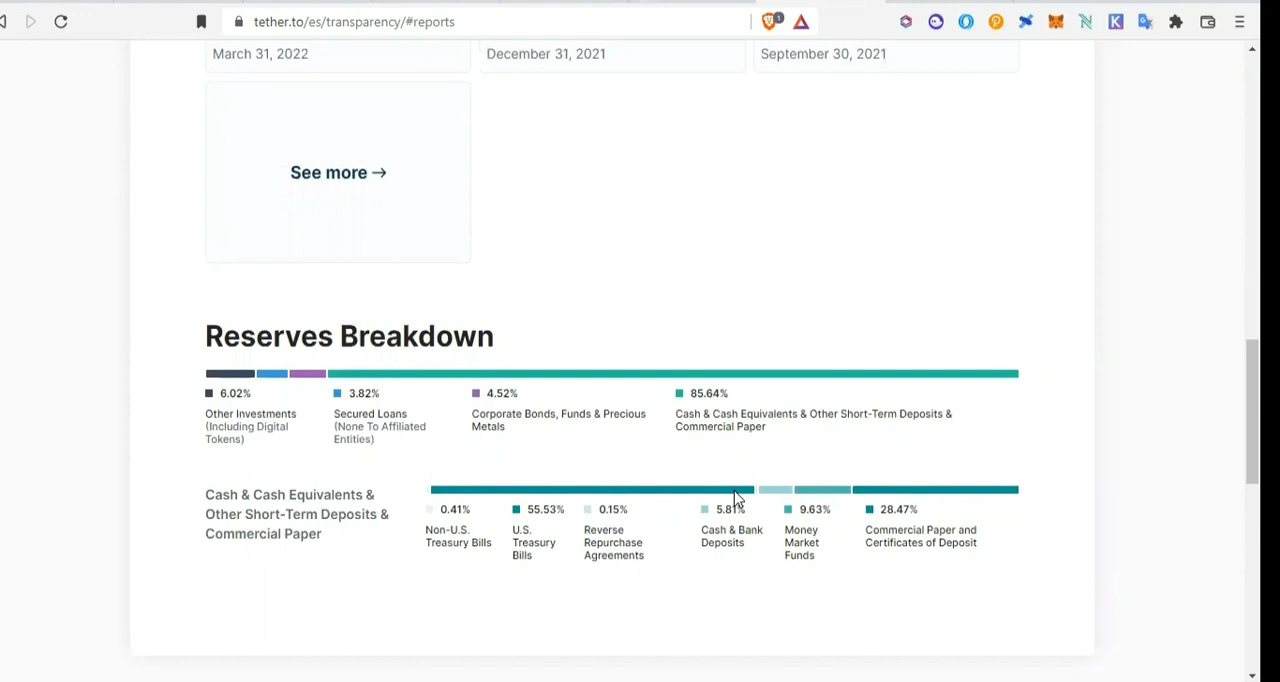 tether.to/es/transparency/#reports
1
March 31, 2022
December 31, 2021
September 30, 2021
See more →
Reserves Breakdown
6.02%
Other Investments
(Including Digital
Tokens)
3.82%
Secured Loans
(None To Affiliated
Entities)
4.52%
Corporate Bonds, Funds & Precious
Metals
85.64%
Cash & Cash Equivalents & Other Short-Term Deposits &
Commercial Paper
Cash & Cash Equivalents &
Other Short-Term Deposits &
Commercial Paper
0.41%
Non-U.S.
Treasury Bills
55.53%
U.S.
Treasury
Bills
0.15%
Reverse
Repurchase
Agreements
5.81%
Cash & Bank
Deposits
9.63%
Money
Market
Funds
28.47%
Commercial Paper and
Certificates of Deposit